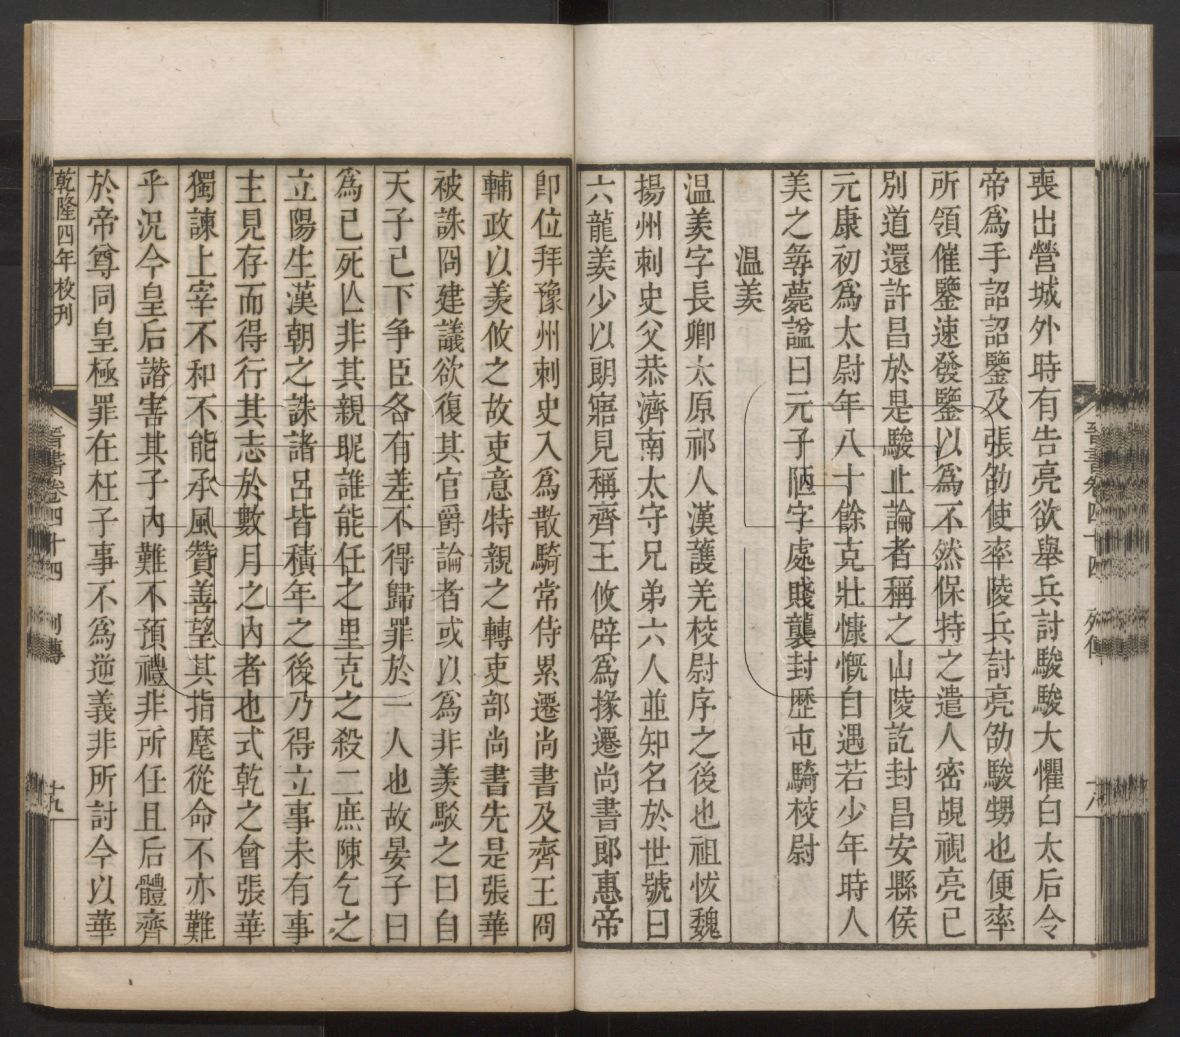 喪出營城外時有告亮欲舉兵討駿駿大懼白太后令
帝爲手詔詔鑒及張劭使率陵兵討亮劭駿甥也便率
所領催鑒速發鑒以爲不然保持之遣人密覘視亮已
別道還許昌於是駿止論者稱之山陵訖封昌安縣侯
元康初爲太尉年八十餘克壯慷慨自遇若少年時人
美之尋薨諡曰元子陋字處賤襲封歴屯騎校尉
溫羨
温羨字長卿太原祁人漢護羌校尉序之後也祖恢魏
揚州刺史父恭濟南太守兄弟六人並知名於世號曰
六龍羨少以朗寤見稱齊王攸辟爲掾遷尚書郎惠帝
晉書卷四十四 列傳 十八
卽位拜豫州刺史入爲散騎常侍累遷尚書及齊王冏
輔政以羨攸之故吏意特親之轉吏部尚書先是張華
被誅冏建議欲復其官爵論者或以爲非羨駁之曰自
天子已下争臣各有差不得歸罪於一人也故晏子曰
爲已死亾非其親昵誰能任之里克之殺二庶陳乞之
立陽生漢朝之誅諸呂皆積年之後乃得立事未有事
主見存而得行其志於數月之內者也式乾之會張華
獨諫上宰不和不能承風贊善望其指麾從命不亦難
乎況今皇后譖害其子內難不預禮非所任且后體齊
於帝尊同皇極罪在枉子事不爲逆義非所討今以華
乾隆四年校刊
晉書卷四十四 列傳 十九